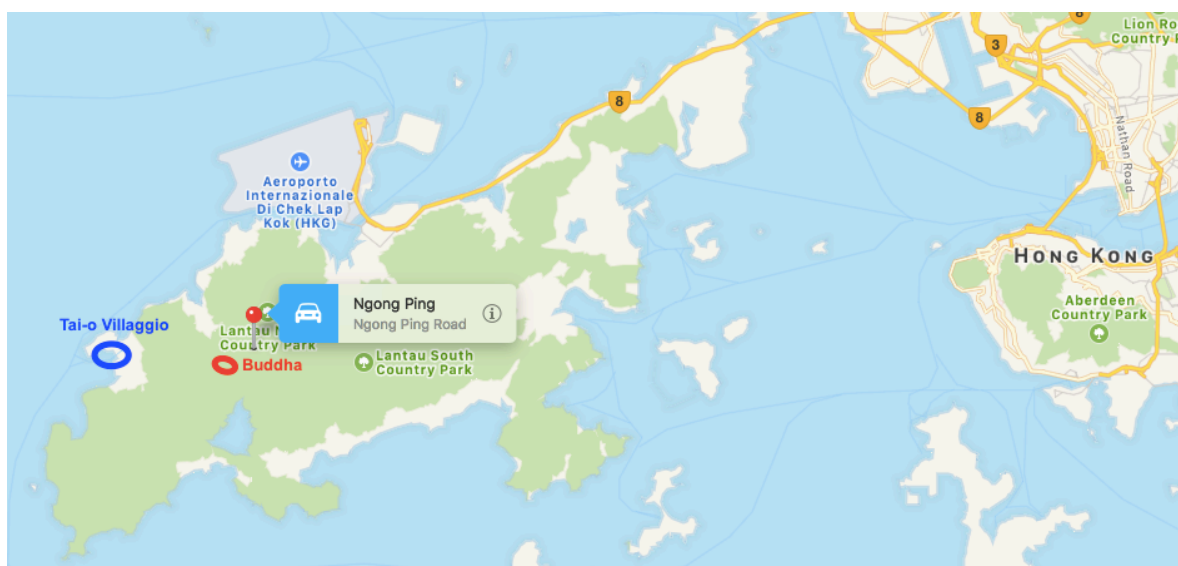 Lion Ro
Country P
8
3
8
8
Nathan Road
Aeroporto
Internazionale
Di Chek Lap
Kok (HKG)
HONG KONG
Ngong Ping
Ngong Ping Road
Aberdeen
Country Park
Tai-o Villaggio
Lantau N
Country Park
Lantau South
Country Park
Buddha